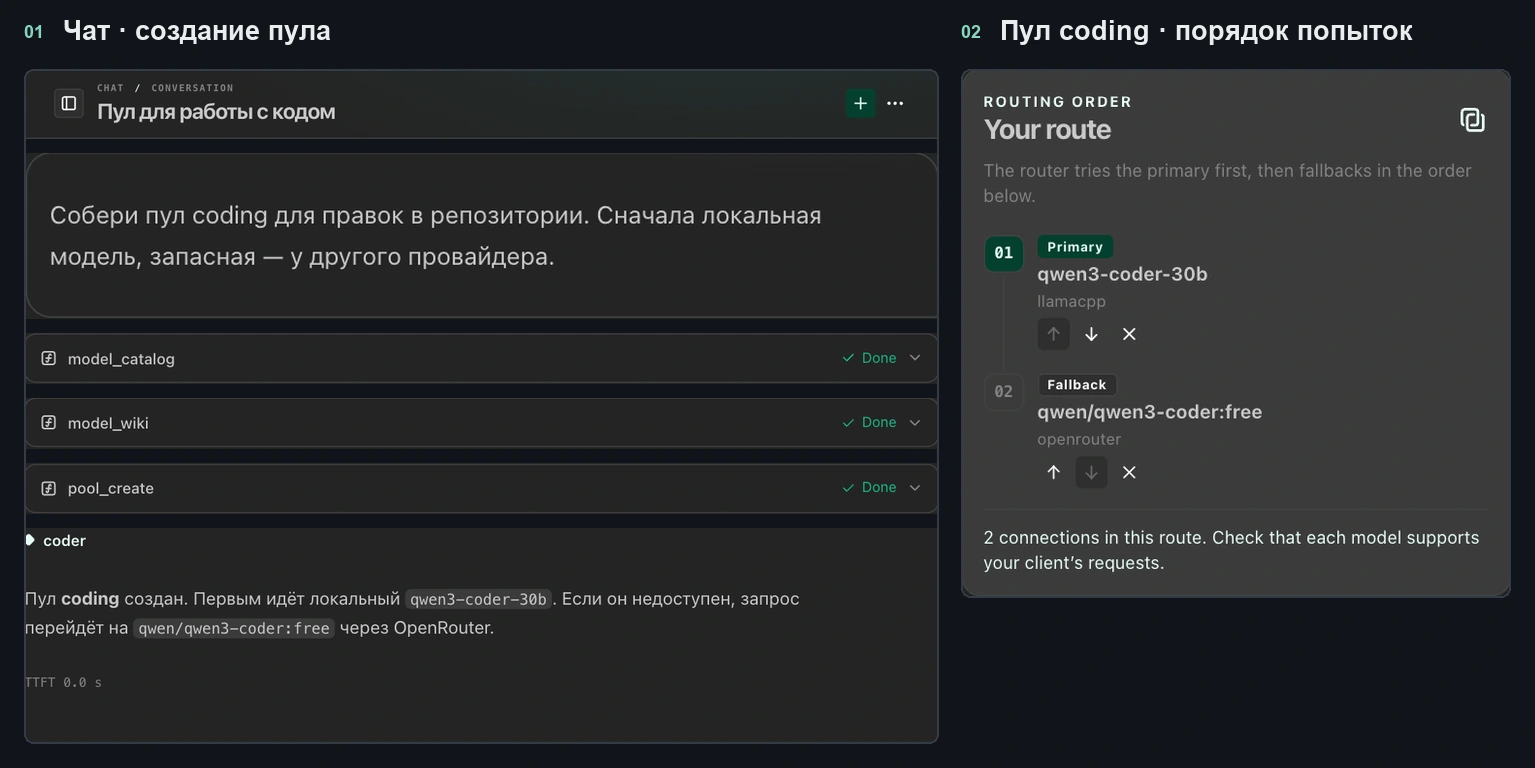 01 Чат · создание пула
CHAT / CONVERSATION
Пул для работы с кодом
Собери пул coding для правок в репозитории. Сначала локальная
модель, запасная — у другого провайдера.
model_catalog Done
model_wiki Done
pool_create Done
coder
Пул coding создан. Первым идёт локальный qwen3-coder-30b. Если он недоступен, запрос
перейдёт на qwen/qwen3-coder:free через OpenRouter.
TTFT 0.0 s
02 Пул coding · порядок попыток
ROUTING ORDER
Your route
The router tries the primary first, then fallbacks in the order
below.
01 Primary
qwen3-coder-30b
llamacpp
02 Fallback
qwen/qwen3-coder:free
openrouter
2 connections in this route. Check that each model supports
your client’s requests.